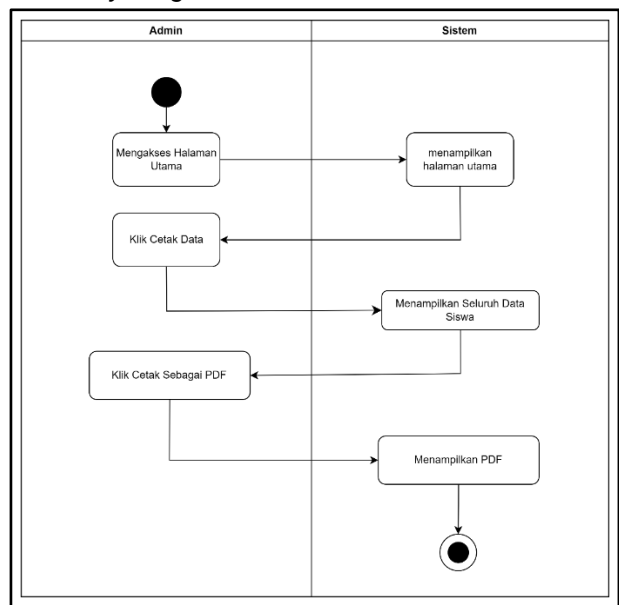 Admin
Sistem
Mengakses Halaman
Utama
menampilkan
halaman utama
Klik Cetak Data
Menampilkan Seluruh Data
Siswa
Klik Cetak Sebagai PDF
Menampilkan PDF